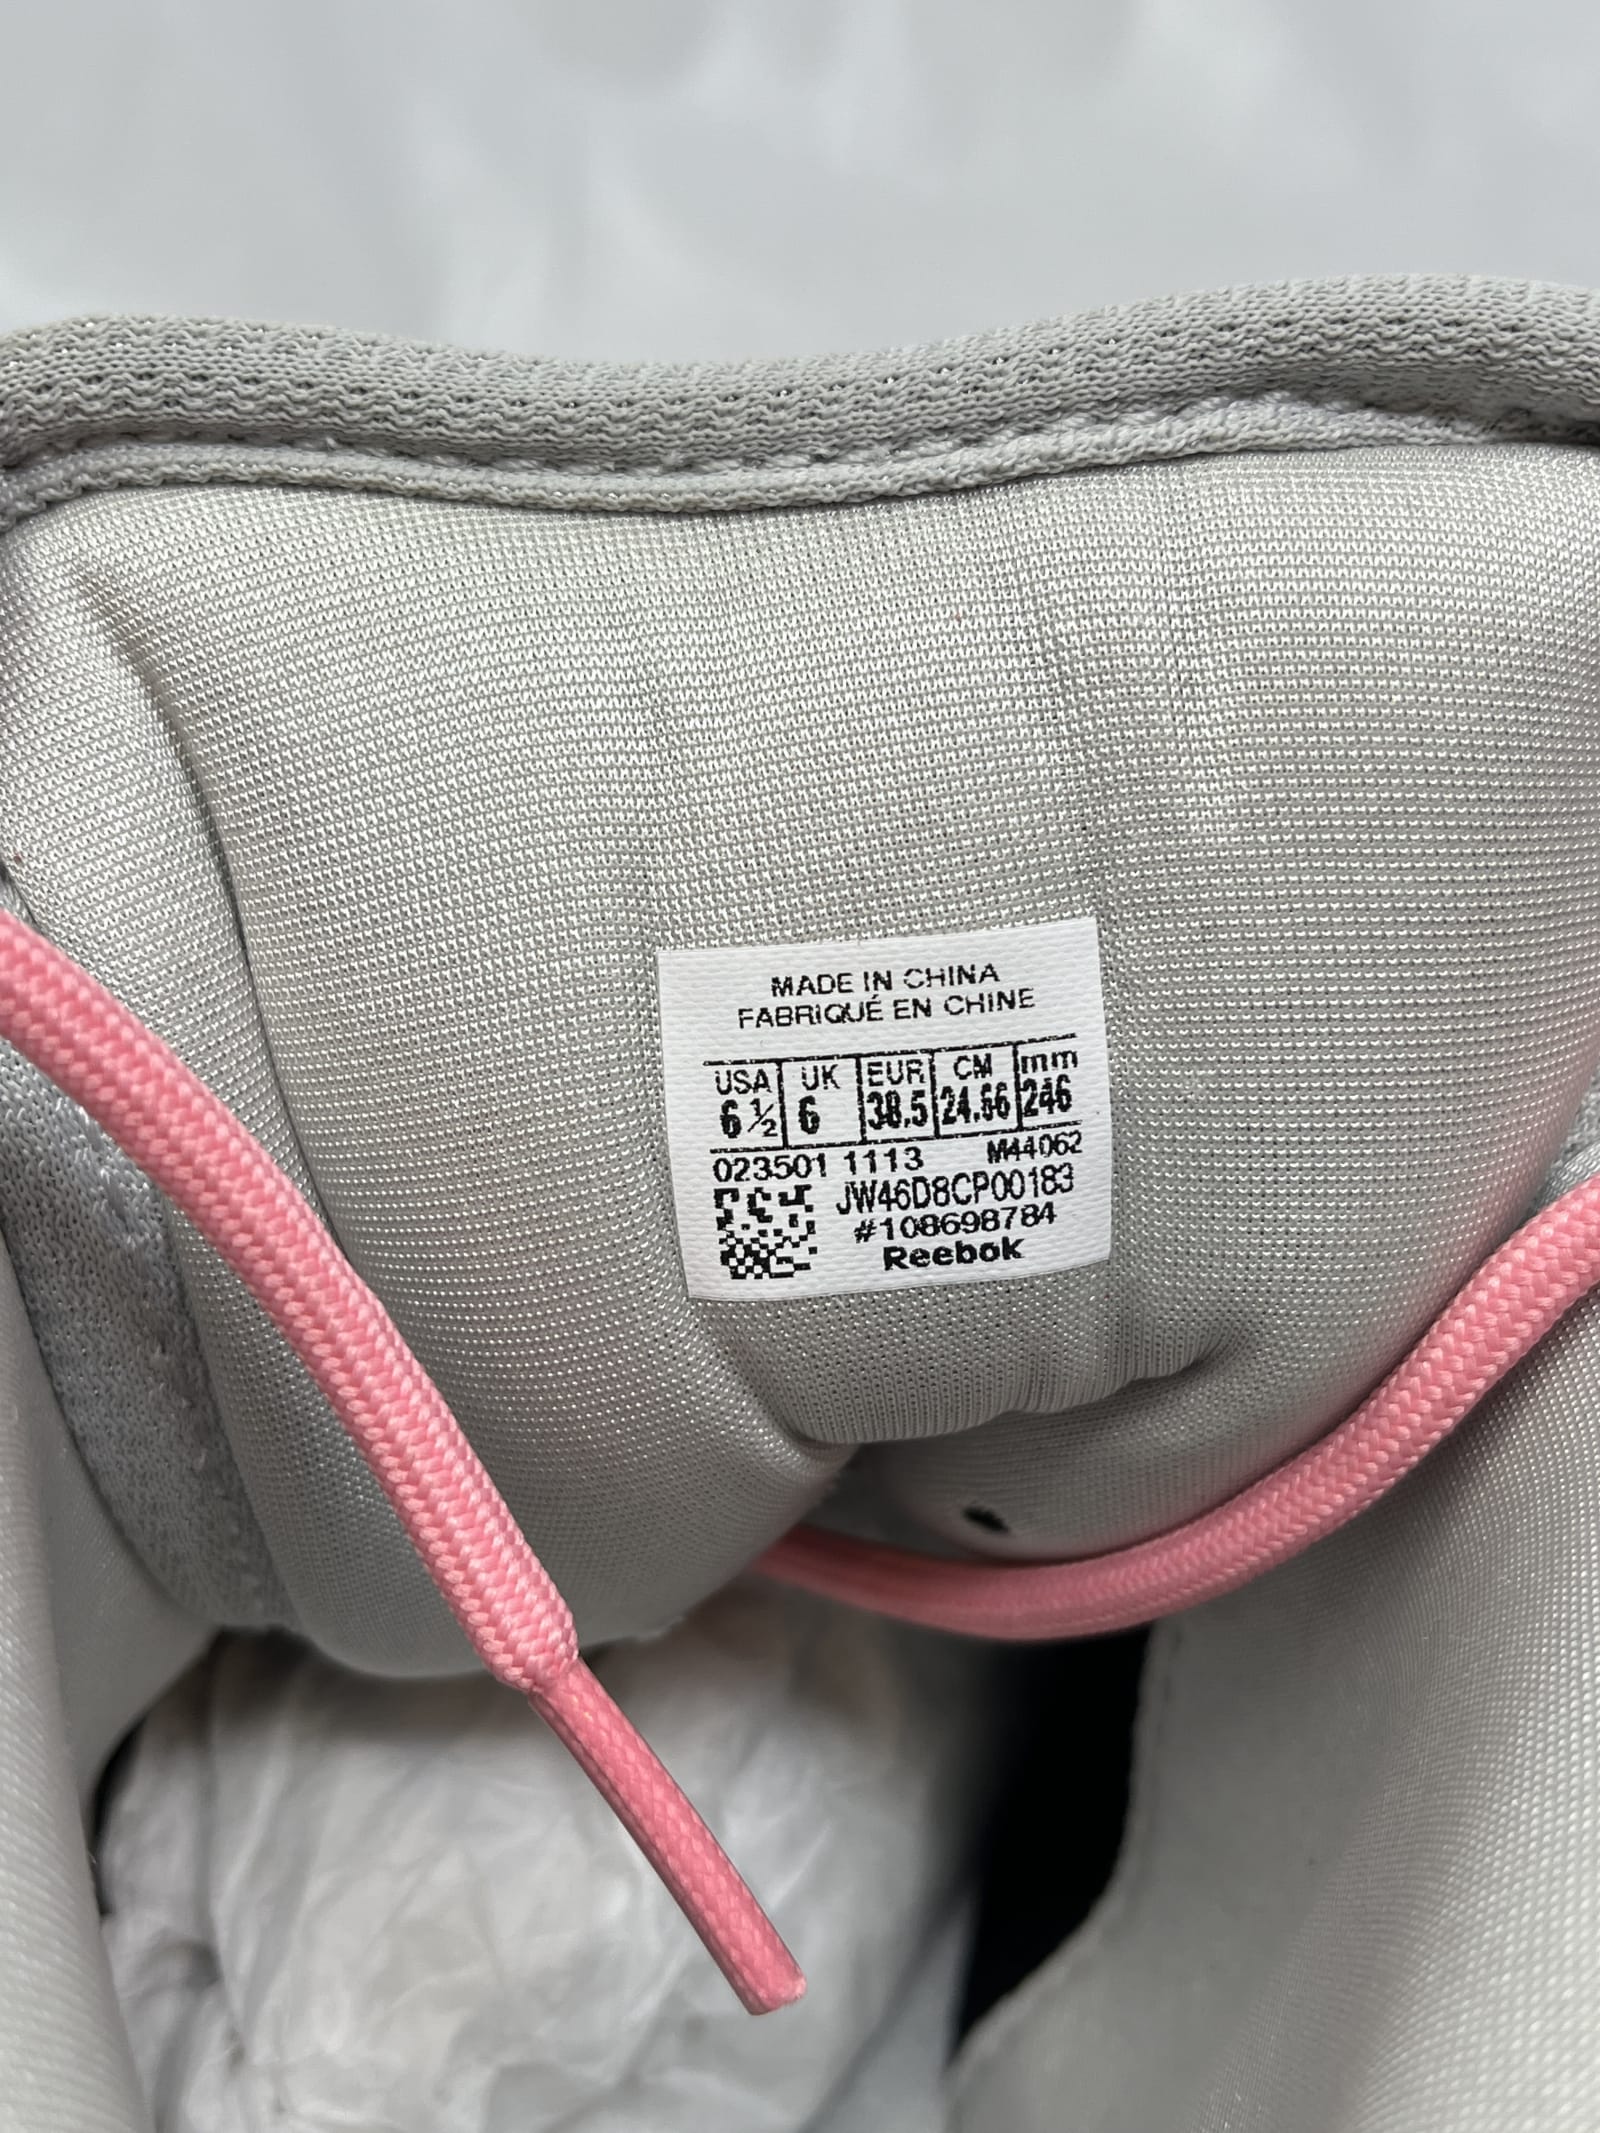 MADE IN CHINA
FABRIQUÉ EN CHINE
USA UK EUR CM mm
6 ½ 6 38.5 24.66 246
023501 1113 M44062
JW46D8CP00183
#108698784
Reebok